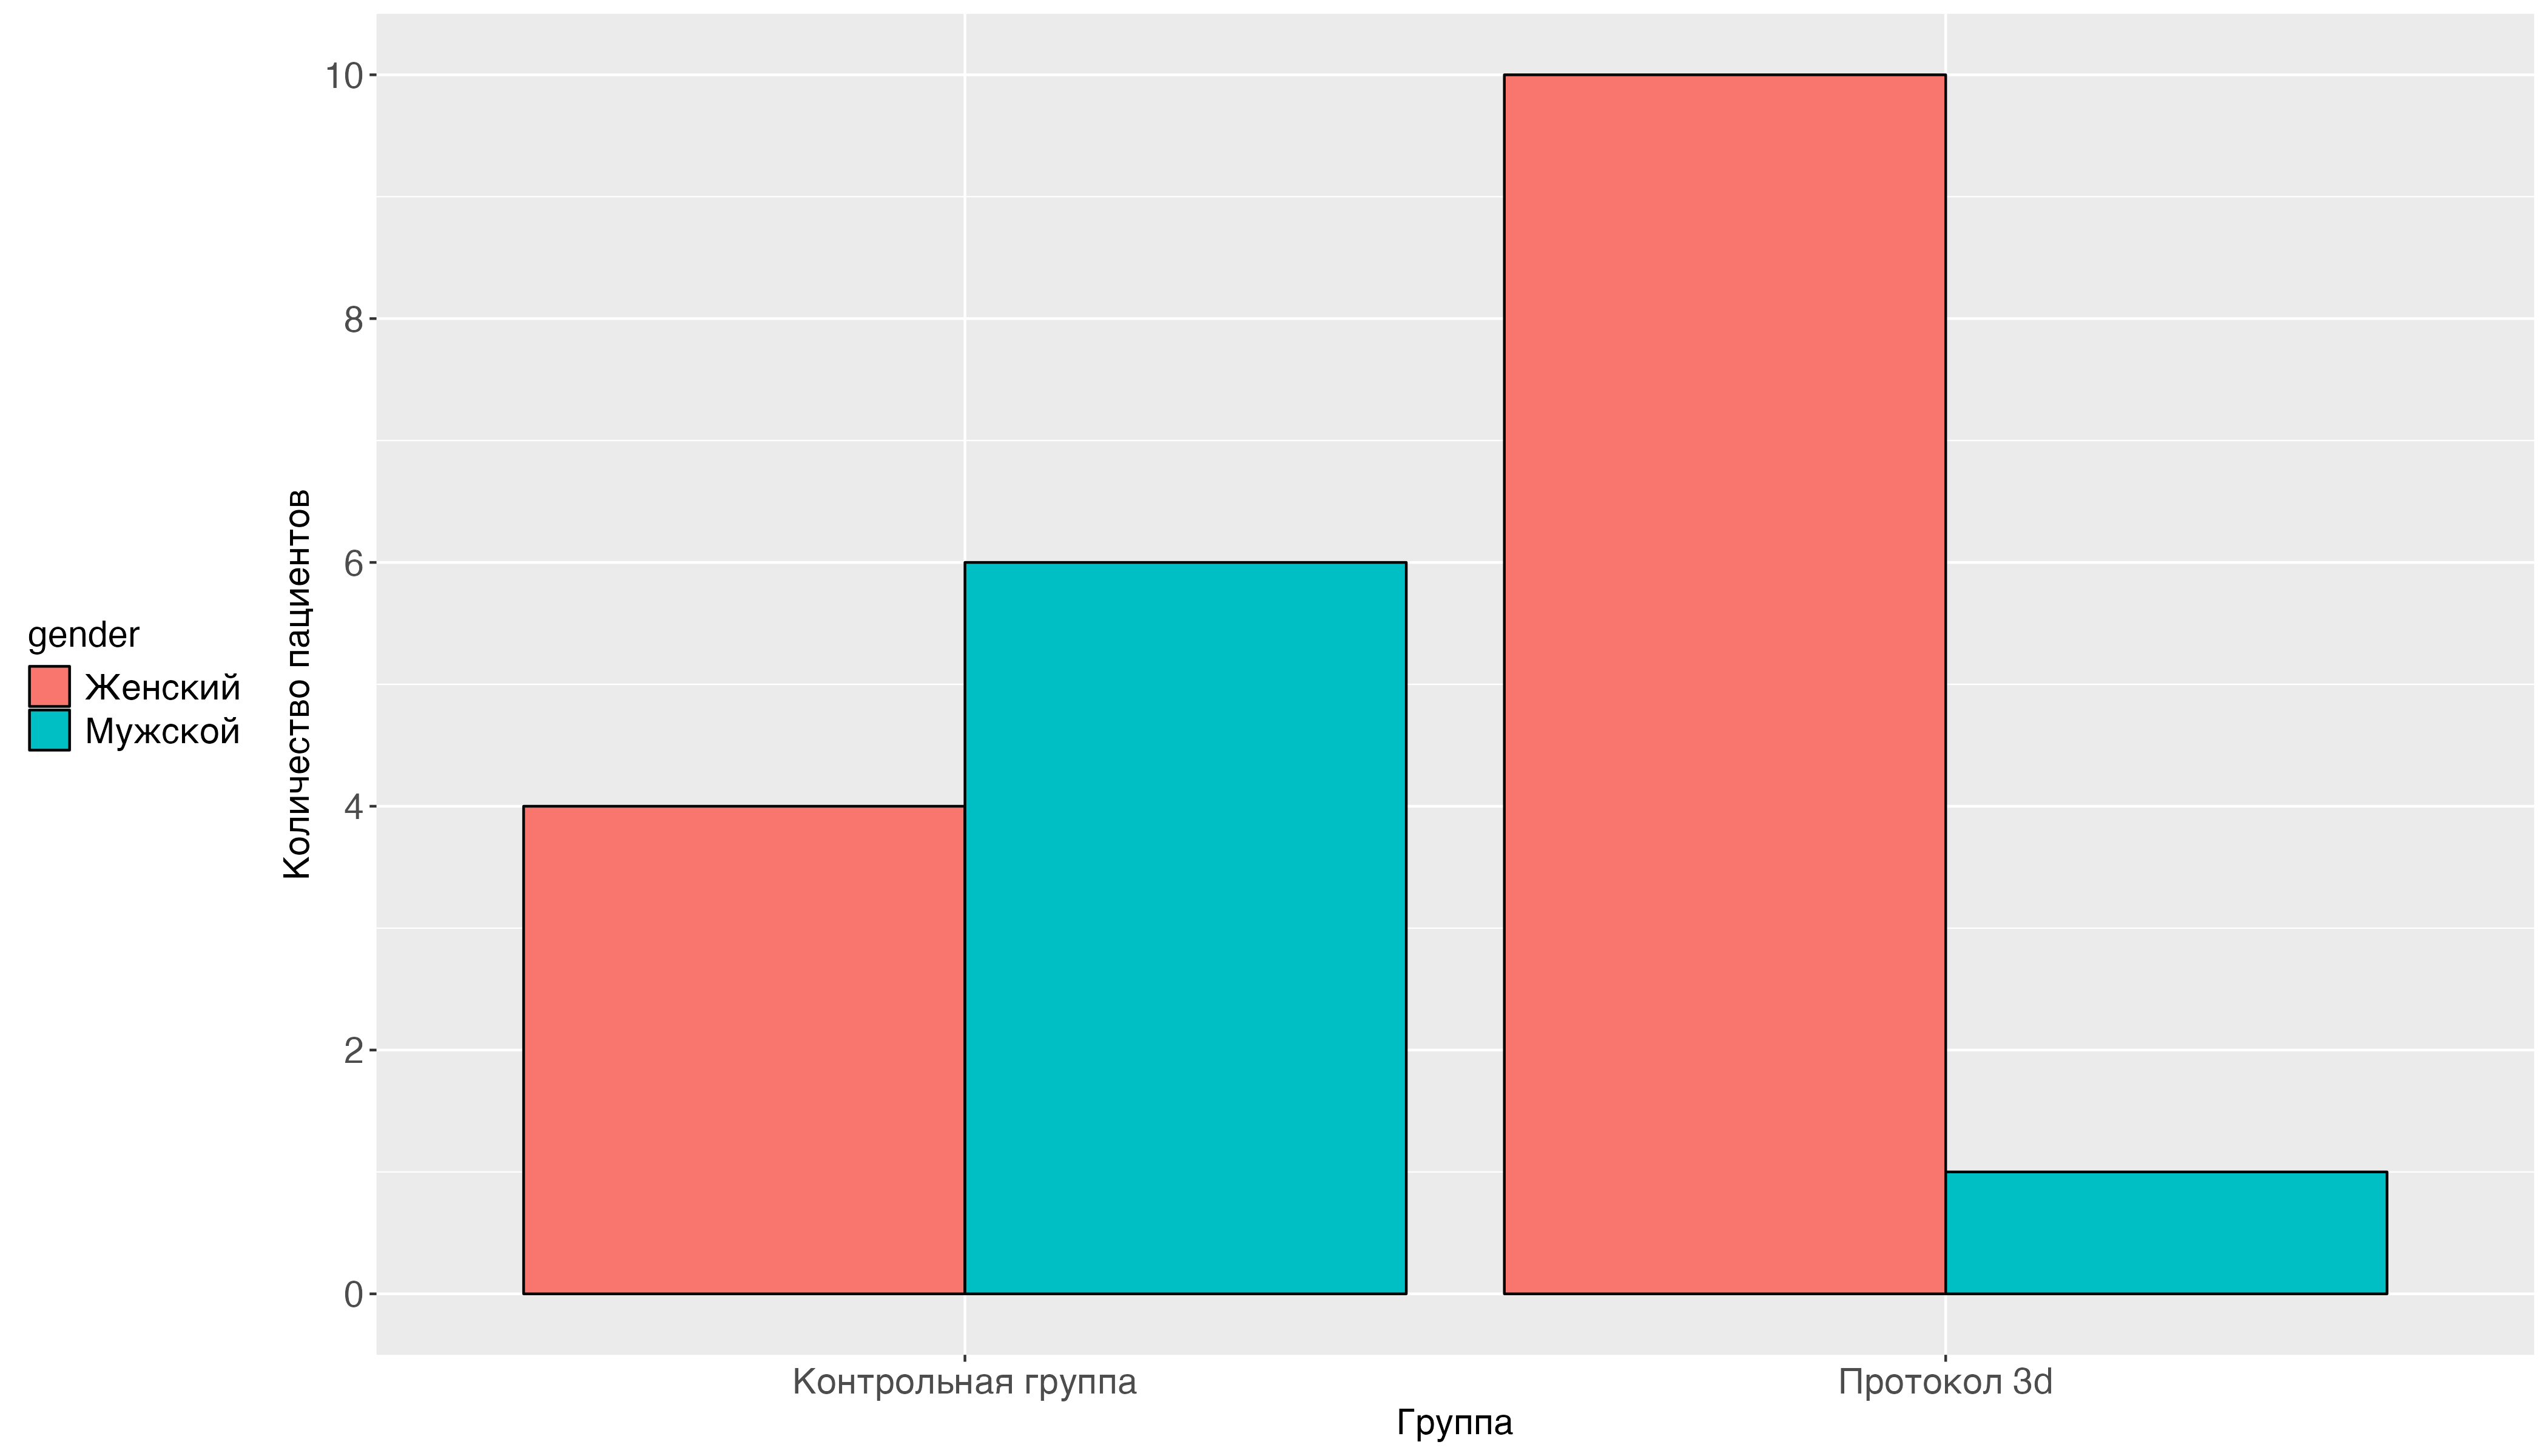 gender
Женский
Мужской
Количество пациентов
10
8
6
4
2
0
Контрольная группа
Протокол 3d
Группа